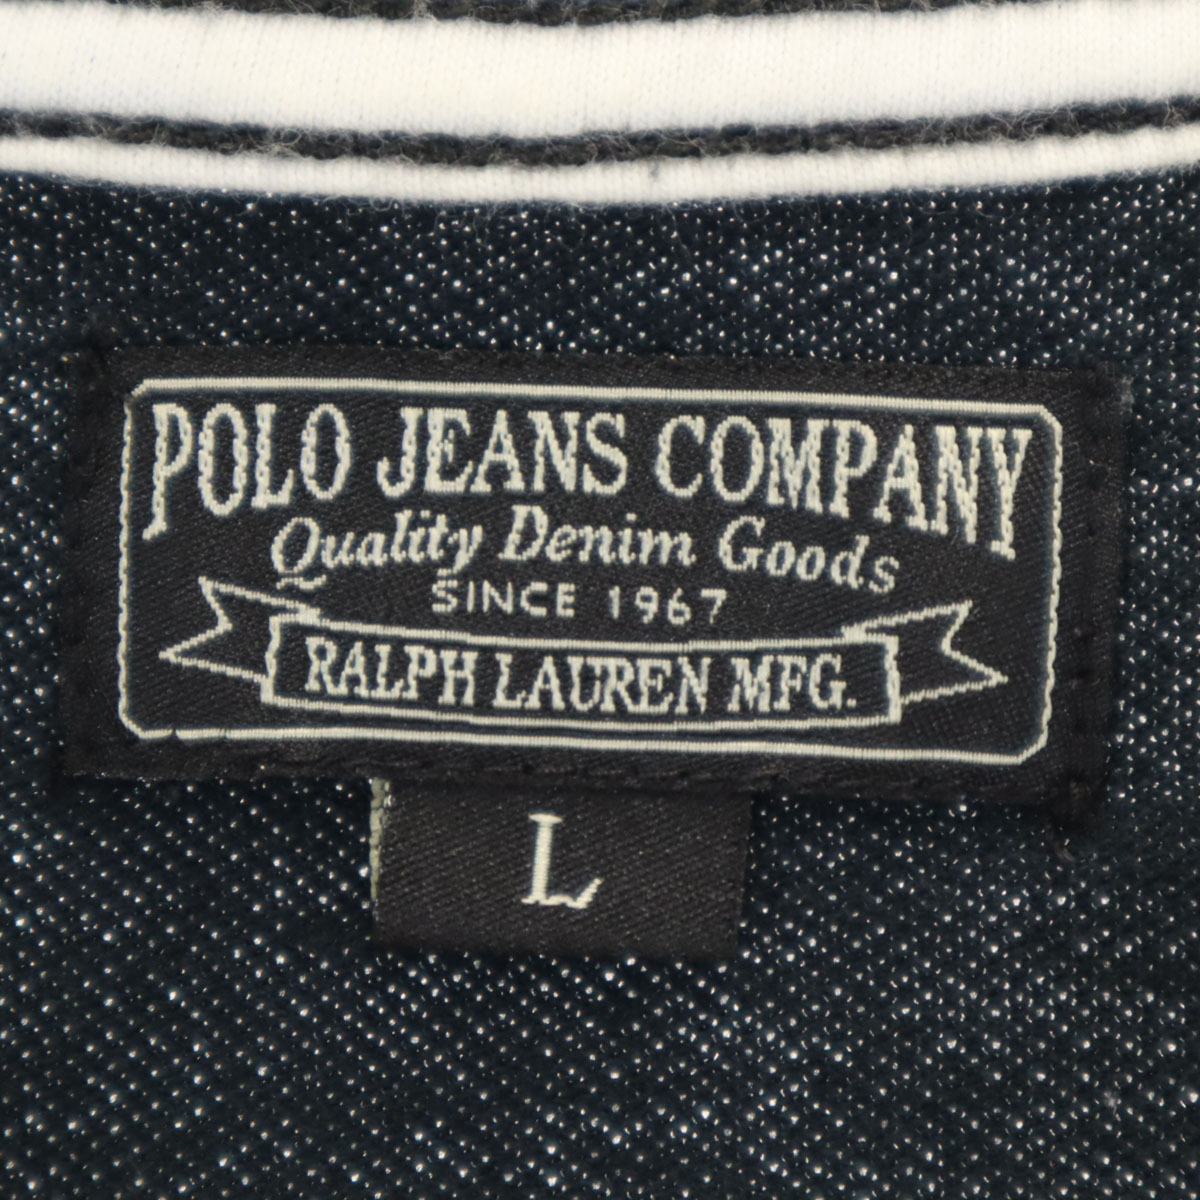 POLO JEANS COMPANY
Quality Denim Goods
SINCE 1967
RALPH LAUREN MFG.
L